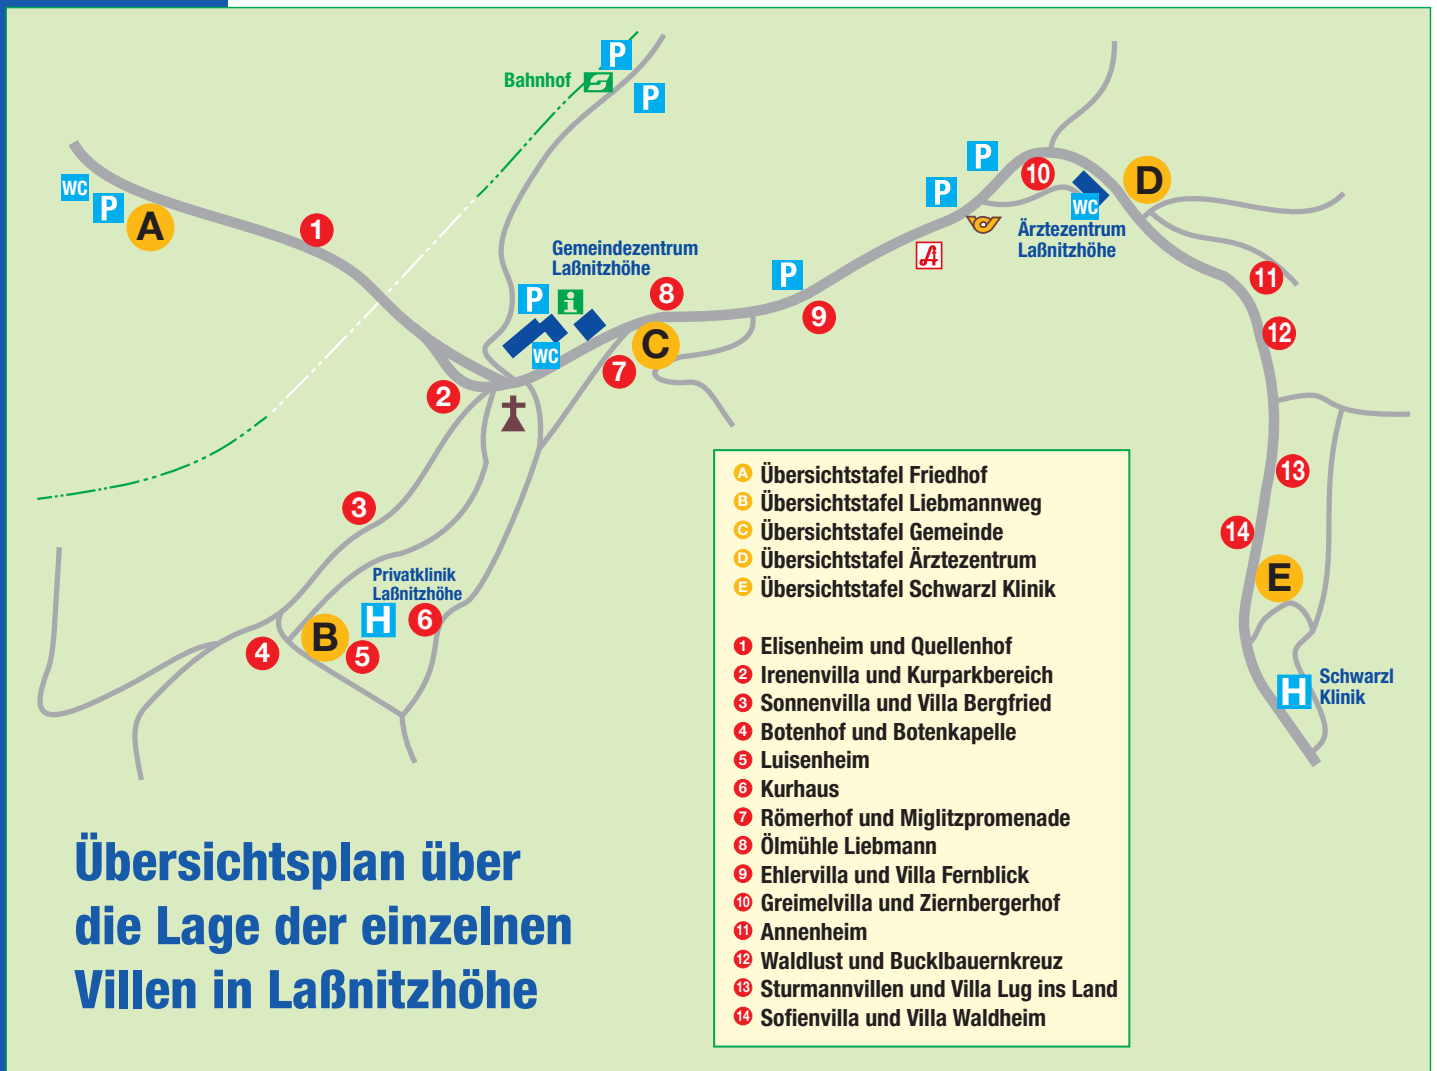 P
Bahnhof
P
WC
P
A
1
P
10
D
P
WC
Ärztezentrum
Laßnitzhöhe
A
Gemeindezentrum
Laßnitzhöhe
P
i
8
P
9
11
12
WC
C
7
2
3
13
14
E
Privatklinik
Laßnitzhöhe
H
6
B
5
4
H
Schwarzl
Klinik
A Übersichtstafel Friedhof
B Übersichtstafel Liebmannweg
C Übersichtstafel Gemeinde
D Übersichtstafel Ärztezentrum
E Übersichtstafel Schwarzl Klinik
1 Elisenheim und Quellenhof
2 Irenenvilla und Kurparkbereich
3 Sonnenvilla und Villa Bergfried
4 Botenhof und Botenkapelle
5 Luisenheim
6 Kurhaus
7 Römerhof und Miglitzpromenade
8 Ölmühle Liebmann
9 Ehlervilla und Villa Fernblick
10 Greimelvilla und Ziernbergerhof
11 Annenheim
12 Waldlust und Bucklbauernkreuz
13 Sturmannvillen und Villa Lug ins Land
14 Sofienvilla und Villa Waldheim
Übersichtsplan über
die Lage der einzelnen
Villen in Laßnitzhöhe